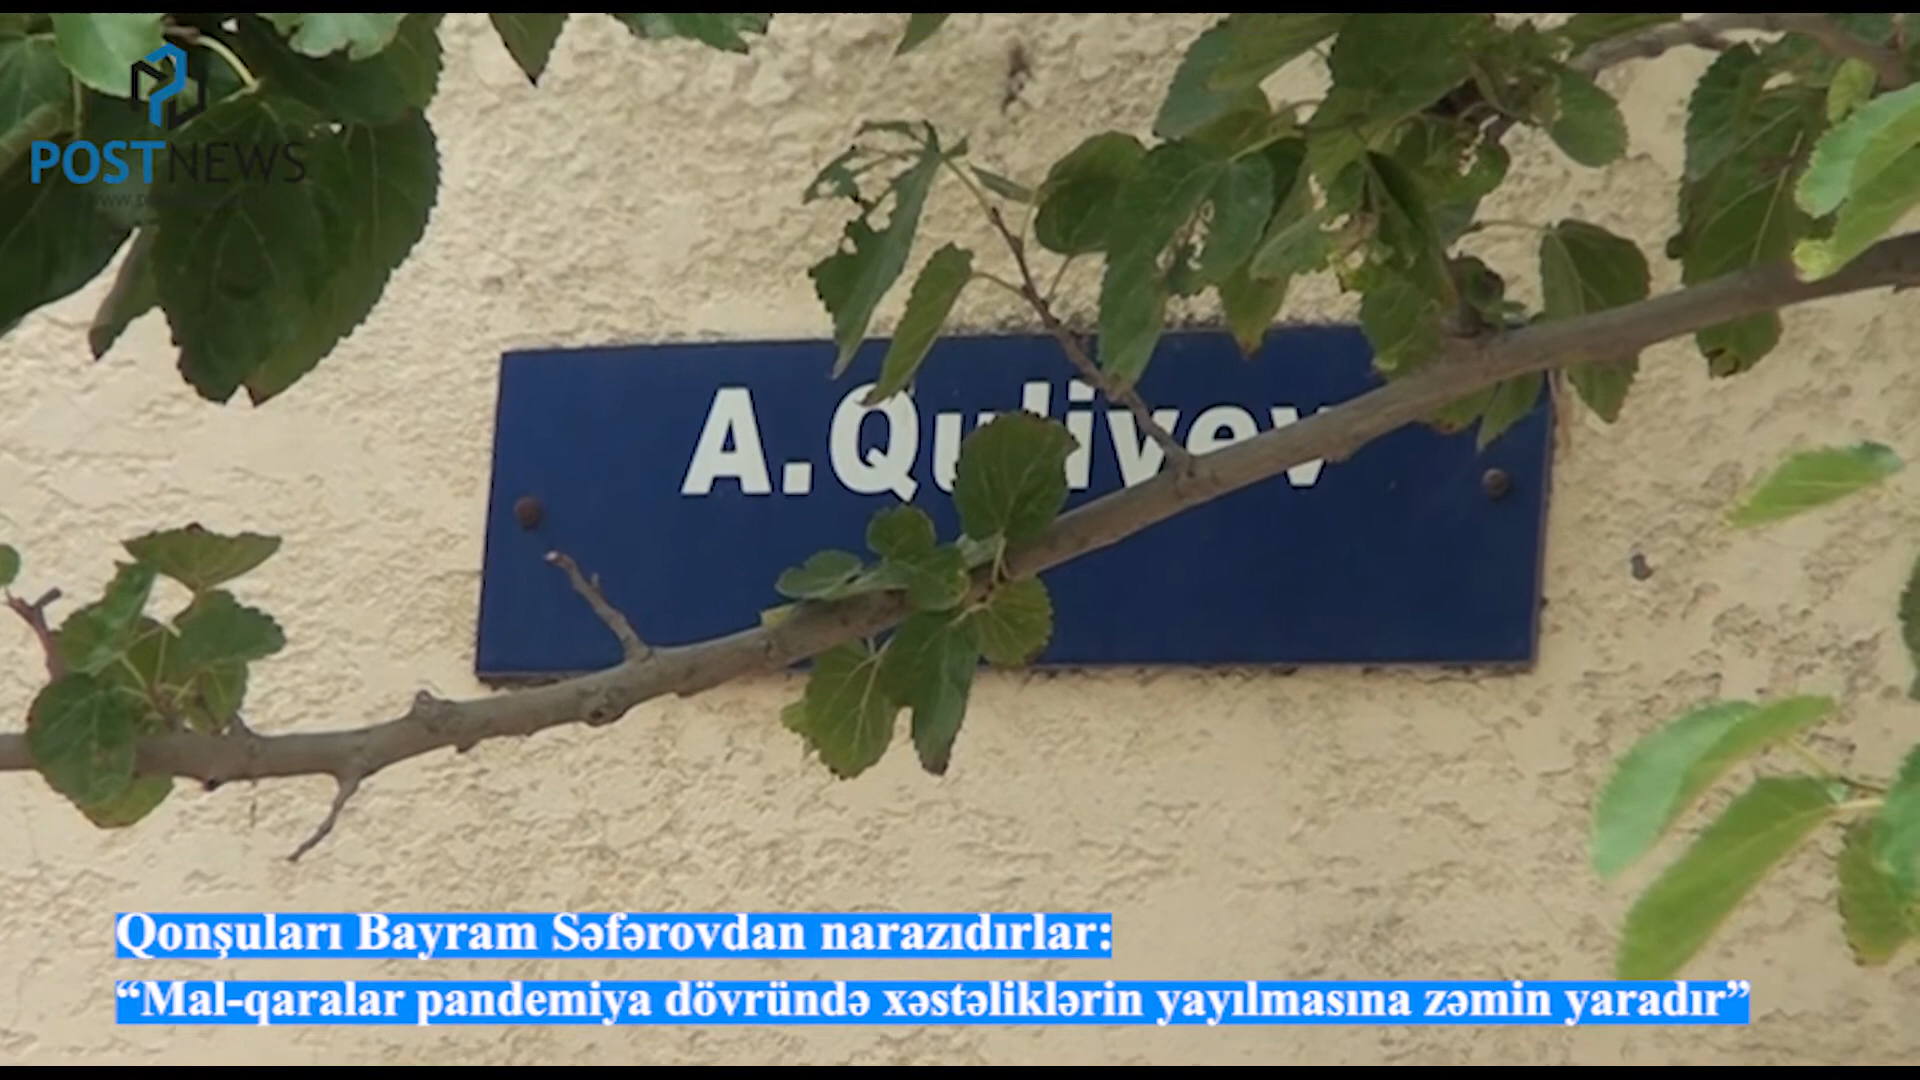 POSTNEWS
A.Quliyev
Qonşuları Bayram Səfərovdan narazıdırlar:
“Mal-qaralar pandemiya dövründə xəstəliklərin yayılmasına zəmin yaradır”